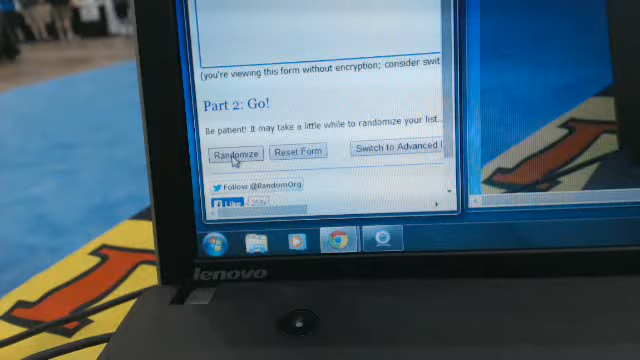 (you're viewing this form without encryption; consider swit
Part 2: Go!
Be patient! It may take a little while to randomize your list...
Randomize Reset Form Switch to Advanced
Follow @RandomOrg
Like
lenovo